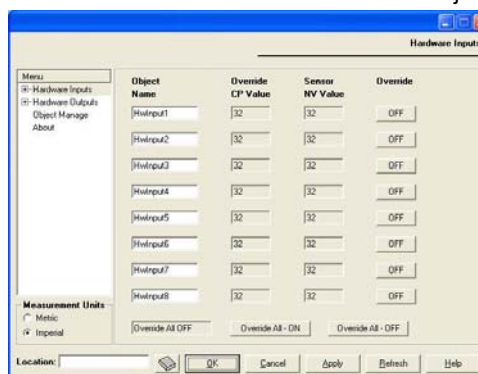 Hardware Inputs
Menu
Hardware Inputs
Hardware Outputs
Object Manage
About
Object Name
Override CP Value
Sensor NV Value
Override
HwInput1 32 32 OFF
HwInput2 32 32 OFF
HwInput3 32 32 OFF
HwInput4 32 32 OFF
HwInput5 32 32 OFF
HwInput6 32 32 OFF
HwInput7 32 32 OFF
HwInput8 32 32 OFF
Measurement Units
Metric
Imperial
Override All OFF
Override All - ON
Override All - OFF
Location:
OK
Cancel
Apply
Refresh
Help